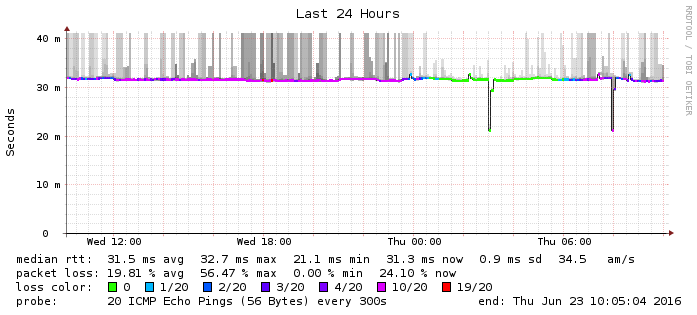 Last 24 Hours
RRDTOOL / TOBI OETIKER
Seconds
40 m
30 m
20 m
10 m
0
Wed 12:00 Wed 18:00 Thu 00:00 Thu 06:00
median rtt: 31.5 ms avg 32.7 ms max 21.1 ms min 31.3 ms now 0.9 ms sd 34.5 am/s
packet loss: 19.81 % avg 56.47 % max 0.00 % min 24.10 % now
loss color: 0 1/20 2/20 3/20 4/20 10/20 19/20
probe: 20 ICMP Echo Pings (56 Bytes) every 300s end: Thu Jun 23 10:05:04 2016